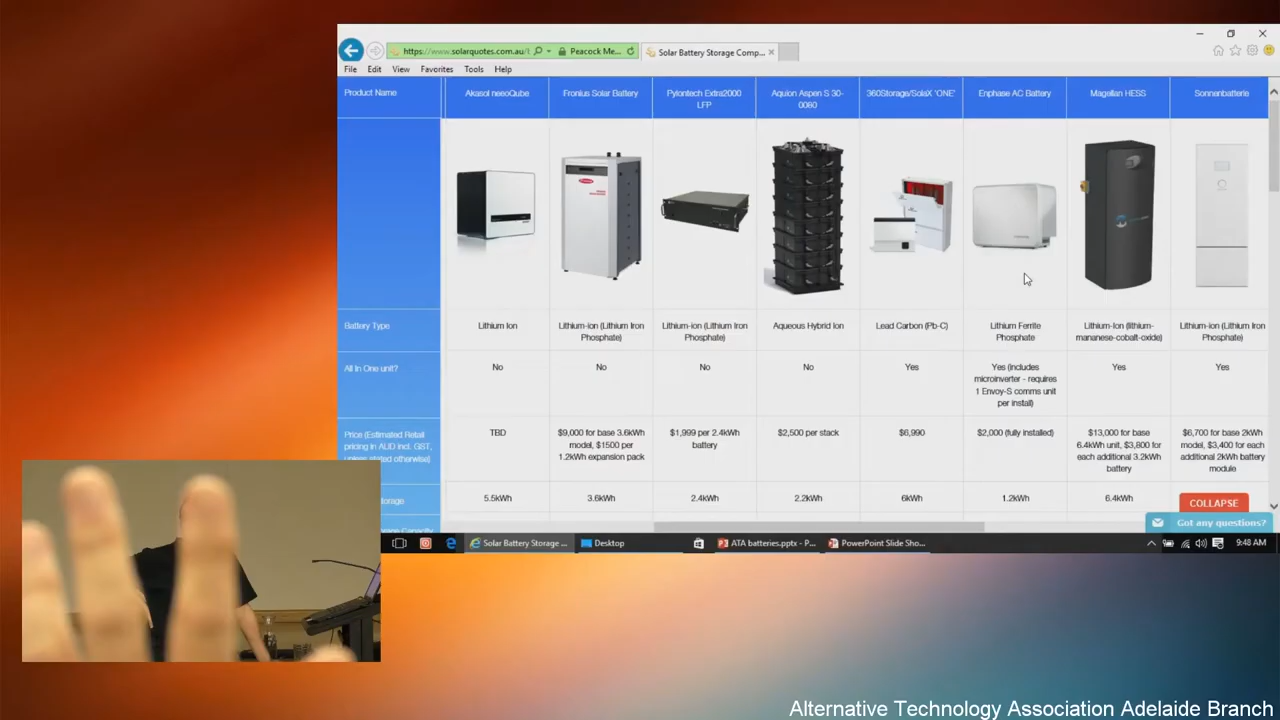 https://www.solarquotes.com.au/t
Peacock Me...
Solar Battery Storage Comp...
File Edit View Favorites Tools Help
Product Name
Akasol neeoQube
Fronius Solar Battery
Pylontech Extra2000
LFP
Aquion Aspen S 30-
0080
360Storage/SolaX 'ONE'
Enphase AC Battery
Magellan HESS
Sonnenbatterie
Battery Type
Lithium Ion
Lithium-ion (Lithium Iron
Phosphate)
Lithium-ion (Lithium Iron
Phosphate)
Aqueous Hybrid Ion
Lead Carbon (Pb-C)
Lithium Ferrite
Phosphate
Lithium-Ion (lithium-
mananese-cobalt-oxide)
Lithium-ion (Lithium Iron
Phosphate)
All In One unit?
No
No
No
No
Yes
Yes (includes
microinverter - requires
1 Envoy-S comms unit
per install)
Yes
Yes
Price (Estimated Retail
pricing in AUD incl. GST,
unless stated otherwise)
TBD
$9,000 for base 3.6kWh
model, $1500 per
1.2kWh expansion pack
$1,999 per 2.4kWh
battery
$2,500 per stack
$6,990
$2,000 (fully installed)
$13,000 for base
6.4kWh unit, $3,800 for
each additional 3.2kWh
battery
$6,700 for base 2kWh
model, $3,400 for each
additional 2kWh battery
module
5.5kWh
3.6kWh
2.4kWh
2.2kWh
6kWh
1.2kWh
6.4kWh
COLLAPSE
Got any questions?
Solar Battery Storage ...
Desktop
ATA batteries.pptx - P...
PowerPoint Slide Sho...
9:48 AM
Alternative Technology Association Adelaide Branch